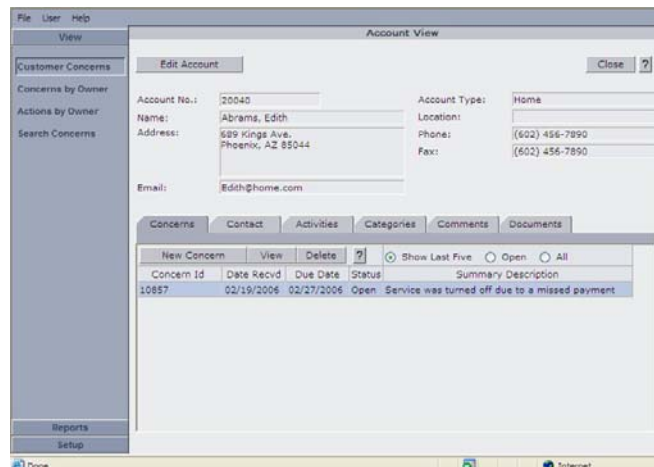 File User Help
View
Account View
Customer Concerns
Concerns by Owner
Actions by Owner
Search Concerns
Edit Account
Close ?
Account No.: 20040
Account Type: Home
Name: Abrams, Edith
Location:
Address: 689 Kings Ave.
Phoenix, AZ 85044
Phone: (602) 456-7890
Fax: (602) 456-7890
Email: Edith@home.com
Concerns Contact Activities Categories Comments Documents
New Concern View Delete ? Show Last Five Open All
Concern Id Date Recvd Due Date Status Summary Description
10857 02/19/2006 02/27/2006 Open Service was turned off due to a missed payment
Reports
Setup
Done
Internet